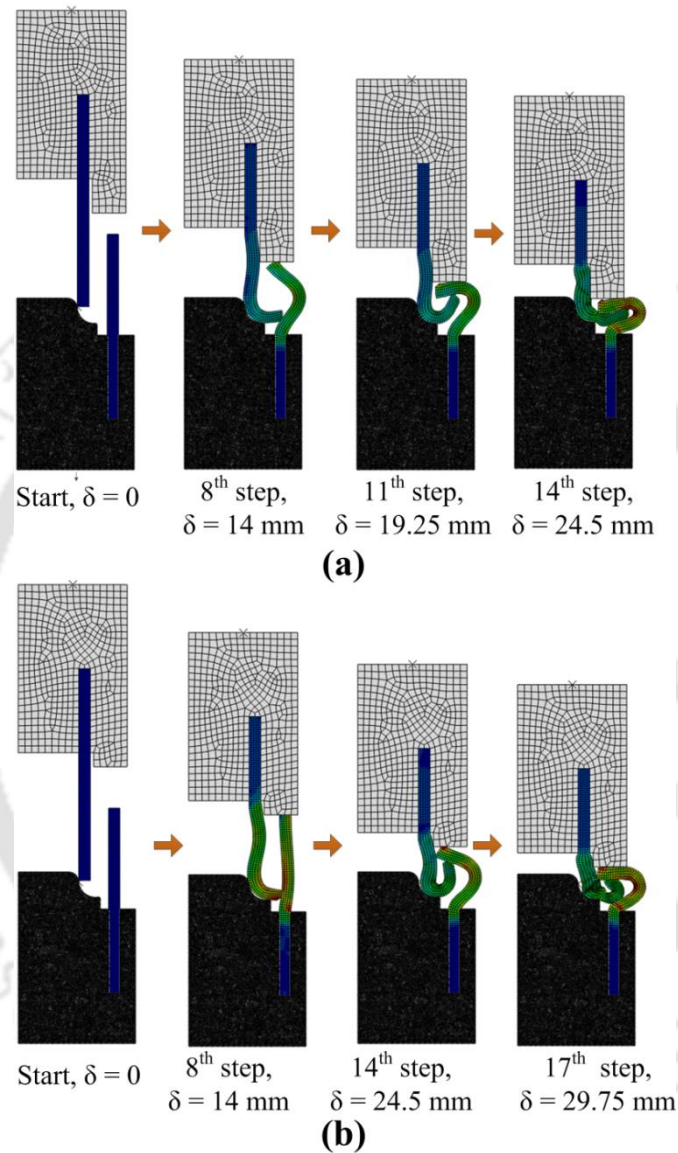 Start, δ = 0
8th step,
δ = 14 mm
11th step,
δ = 19.25 mm
14th step,
δ = 24.5 mm
(a)
Start, δ = 0
8th step,
δ = 14 mm
14th step,
δ = 24.5 mm
17th step,
δ = 29.75 mm
(b)